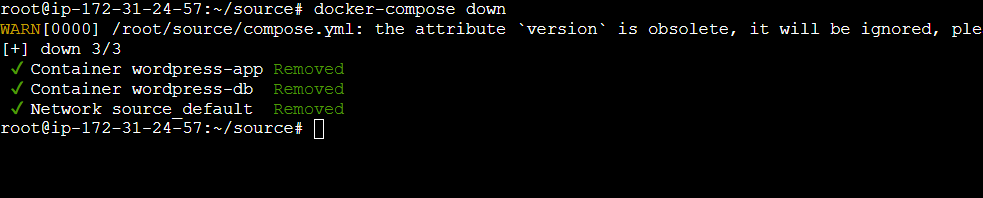 root@ip-172-31-24-57:~/source# docker-compose down
WARN[0000] /root/source/compose.yml: the attribute `version` is obsolete, it will be ignored, ple
[+] down 3/3
✓ Container wordpress-app Removed
✓ Container wordpress-db Removed
✓ Network source_default Removed
root@ip-172-31-24-57:~/source#